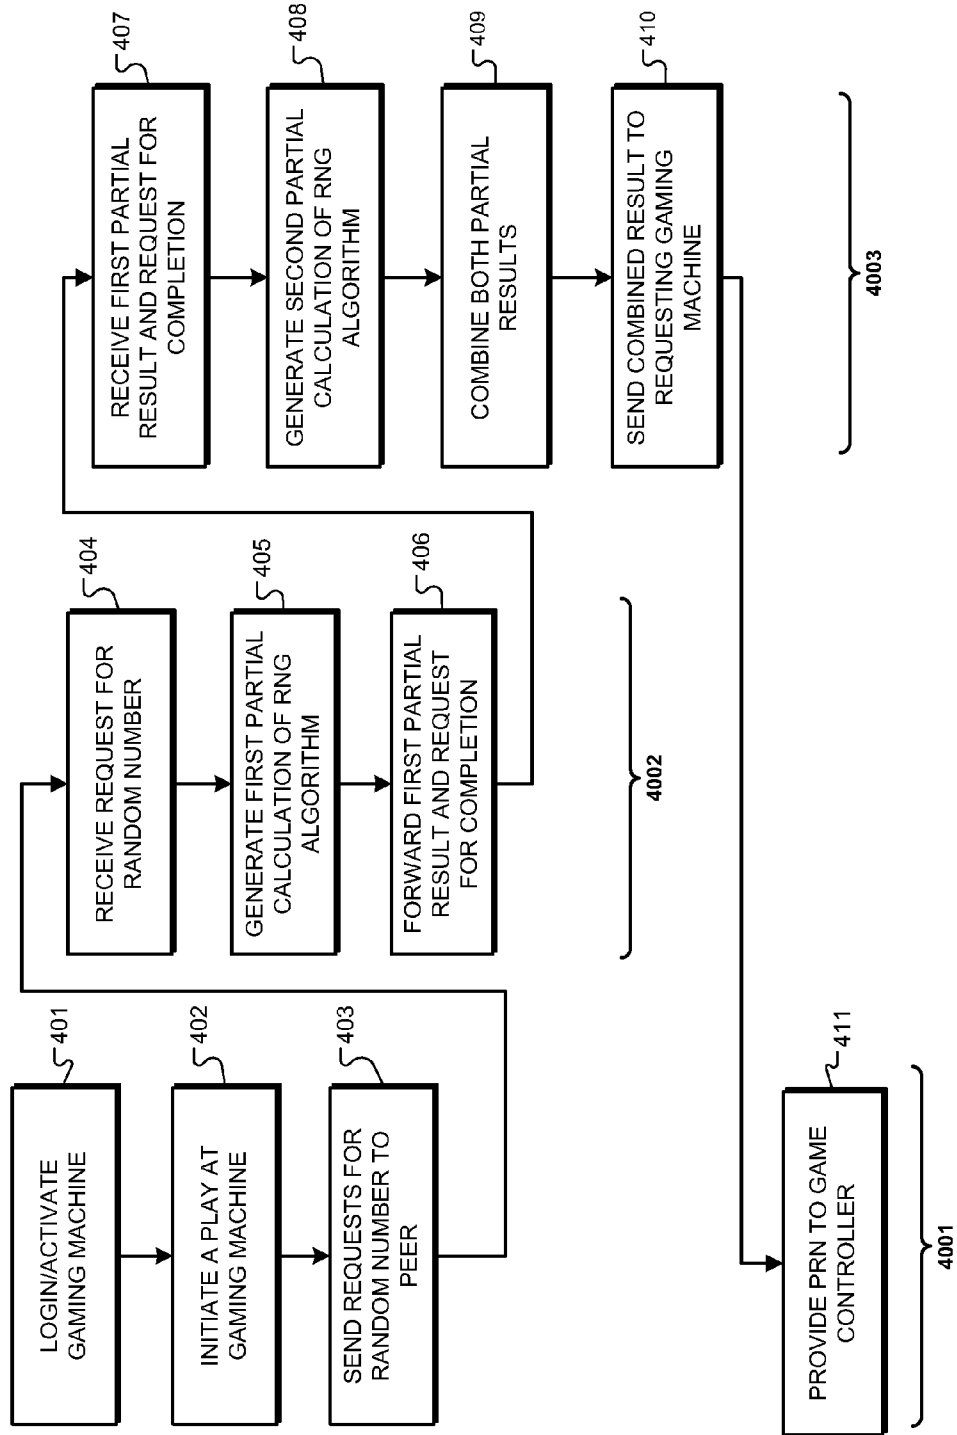 LOGIN/ACTIVATE
GAMING MACHINE
401
INITIATE A PLAY AT
GAMING MACHINE
402
SEND REQUESTS FOR
RANDOM NUMBER TO
PEER
403
RECEIVE REQUEST FOR
RANDOM NUMBER
404
GENERATE FIRST PARTIAL
CALCULATION OF RNG
ALGORITHM
405
FORWARD FIRST PARTIAL
RESULT AND REQUEST
FOR COMPLETION
406
RECEIVE FIRST PARTIAL
RESULT AND REQUEST FOR
COMPLETION
407
GENERATE SECOND PARTIAL
CALCULATION OF RNG
ALGORITHM
408
COMBINE BOTH PARTIAL
RESULTS
409
SEND COMBINED RESULT TO
REQUESTING GAMING
MACHINE
410
PROVIDE PRN TO GAME
CONTROLLER
411
4001
4002
4003